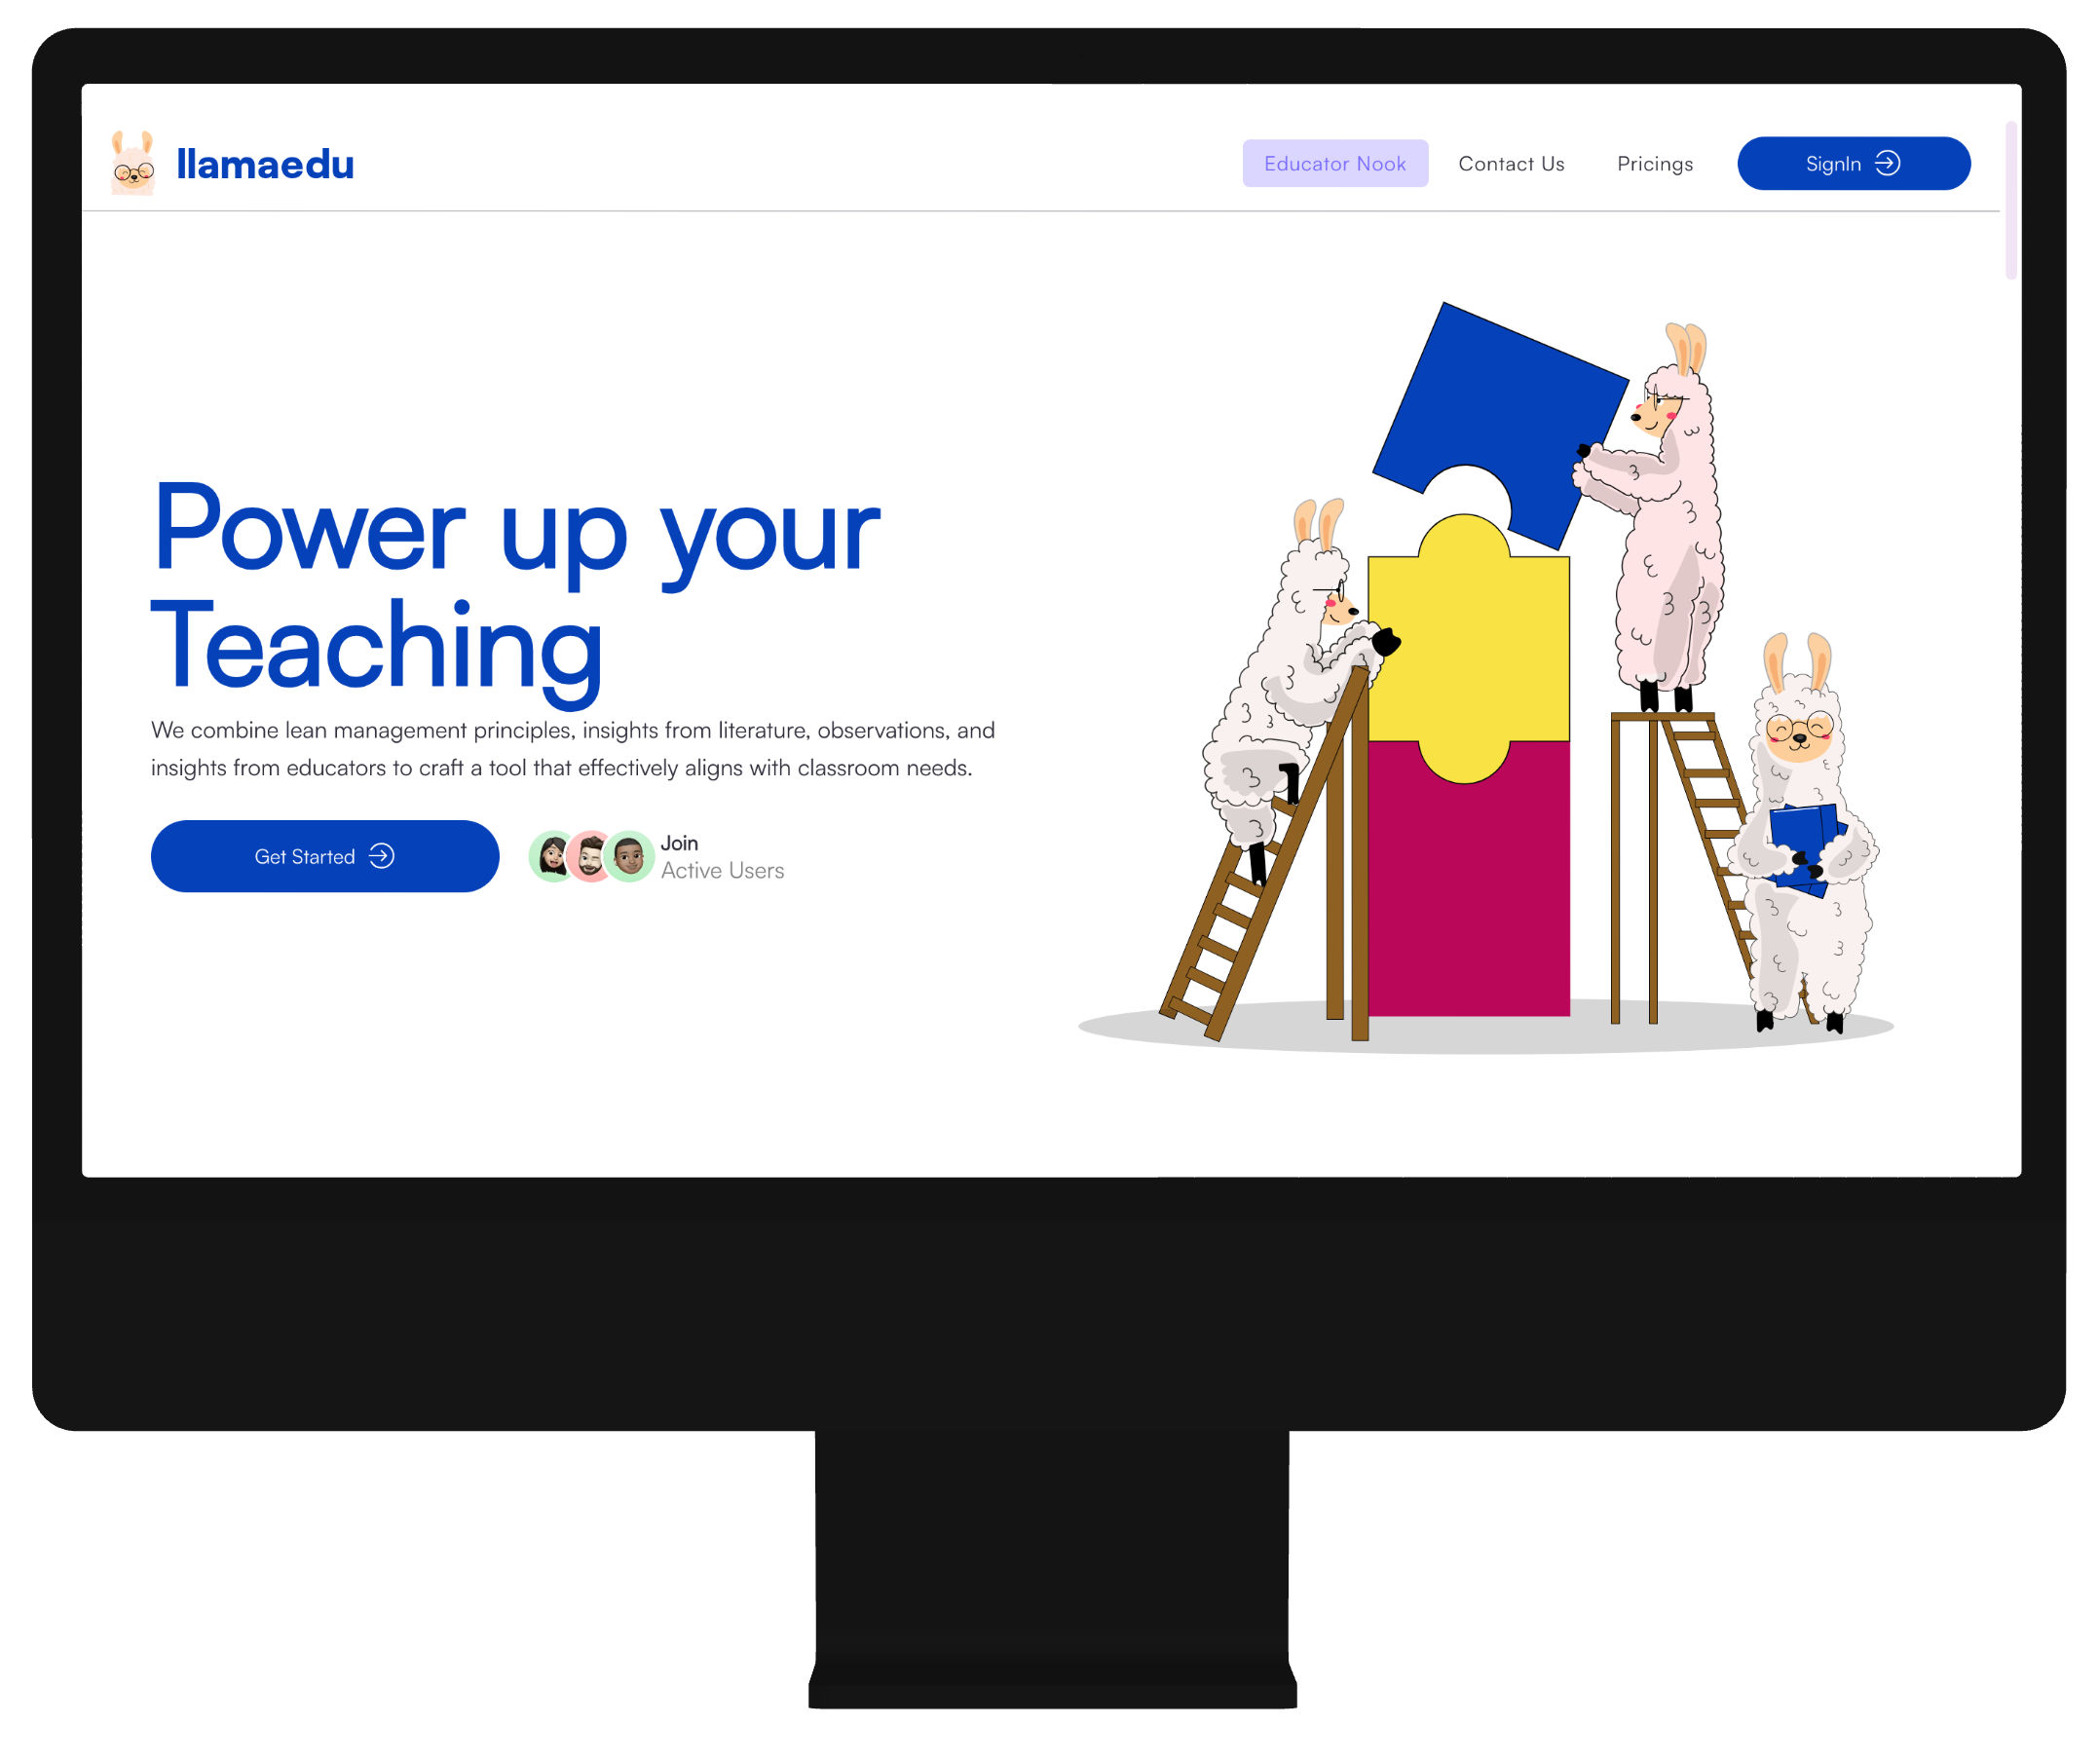 llamaedu
Educator Nook
Contact Us
Pricings
SignIn
Power up your
Teaching
We combine lean management principles, insights from literature, observations, and
insights from educators to craft a tool that effectively aligns with classroom needs.
Get Started
Join
Active Users